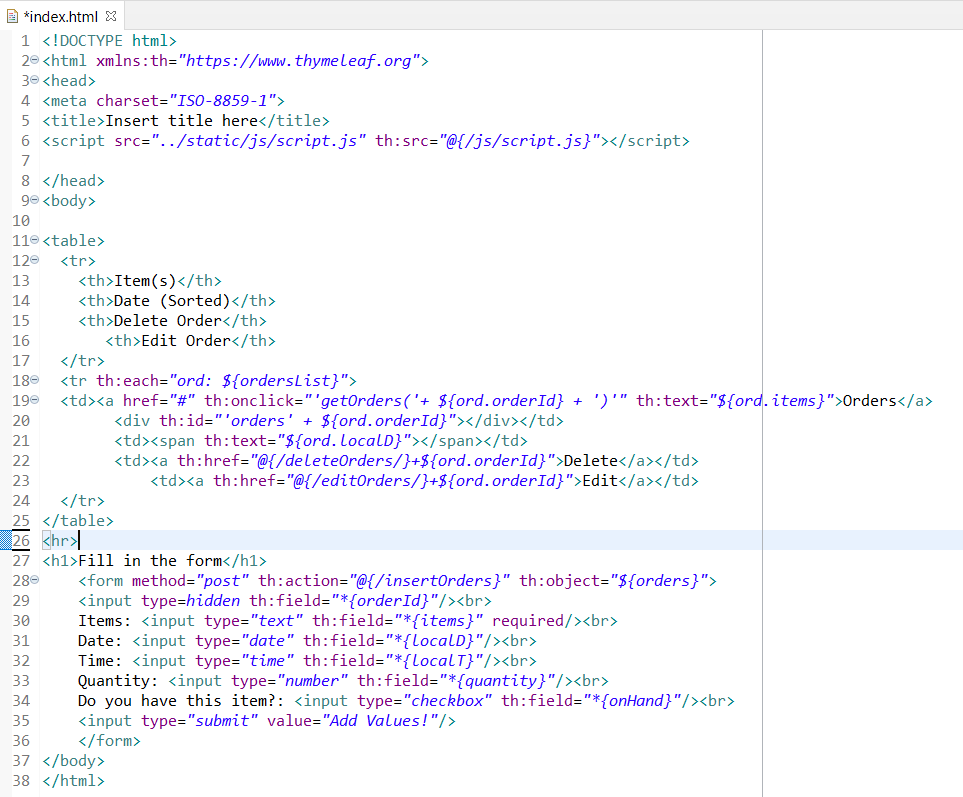 *index.html
1 <!DOCTYPE html>
2 <html xmlns:th="https://www.thymeleaf.org">
3 <head>
4 <meta charset="ISO-8859-1">
5 <title>Insert title here</title>
6 <script src="../static/js/script.js" th:src="@{/js/script.js}"></script>
7
8 </head>
9 <body>
10
11 <table>
12   <tr>
13     <th>Item(s)</th>
14     <th>Date (Sorted)</th>
15     <th>Delete Order</th>
16        <th>Edit Order</th>
17   </tr>
18   <tr th:each="ord: ${ordersList}">
19   <td><a href="#" th:onclick="'getOrders('+ ${ord.orderId} + ')'" th:text="${ord.items}">Orders</a>
20         <div th:id="'orders' + ${ord.orderId}"></div></td>
21         <td><span th:text="${ord.localD}"></span></td>
22         <td><a th:href="@{/deleteOrders/}+${ord.orderId}">Delete</a></td>
23             <td><a th:href="@{/editOrders/}+${ord.orderId}">Edit</a></td>
24   </tr>
25 </table>
26 <hr>
27 <h1>Fill in the form</h1>
28     <form method="post" th:action="@{/insertOrders}" th:object="${orders}">
29     <input type=hidden th:field="*{orderId}"/><br>
30     Items: <input type="text" th:field="*{items}" required/><br>
31     Date: <input type="date" th:field="*{localD}"/><br>
32     Time: <input type="time" th:field="*{localT}"/><br>
33     Quantity: <input type="number" th:field="*{quantity}"/><br>
34     Do you have this item?: <input type="checkbox" th:field="*{onHand}"/><br>
35     <input type="submit" value="Add Values!"/>
36     </form>
37 </body>
38 </html>